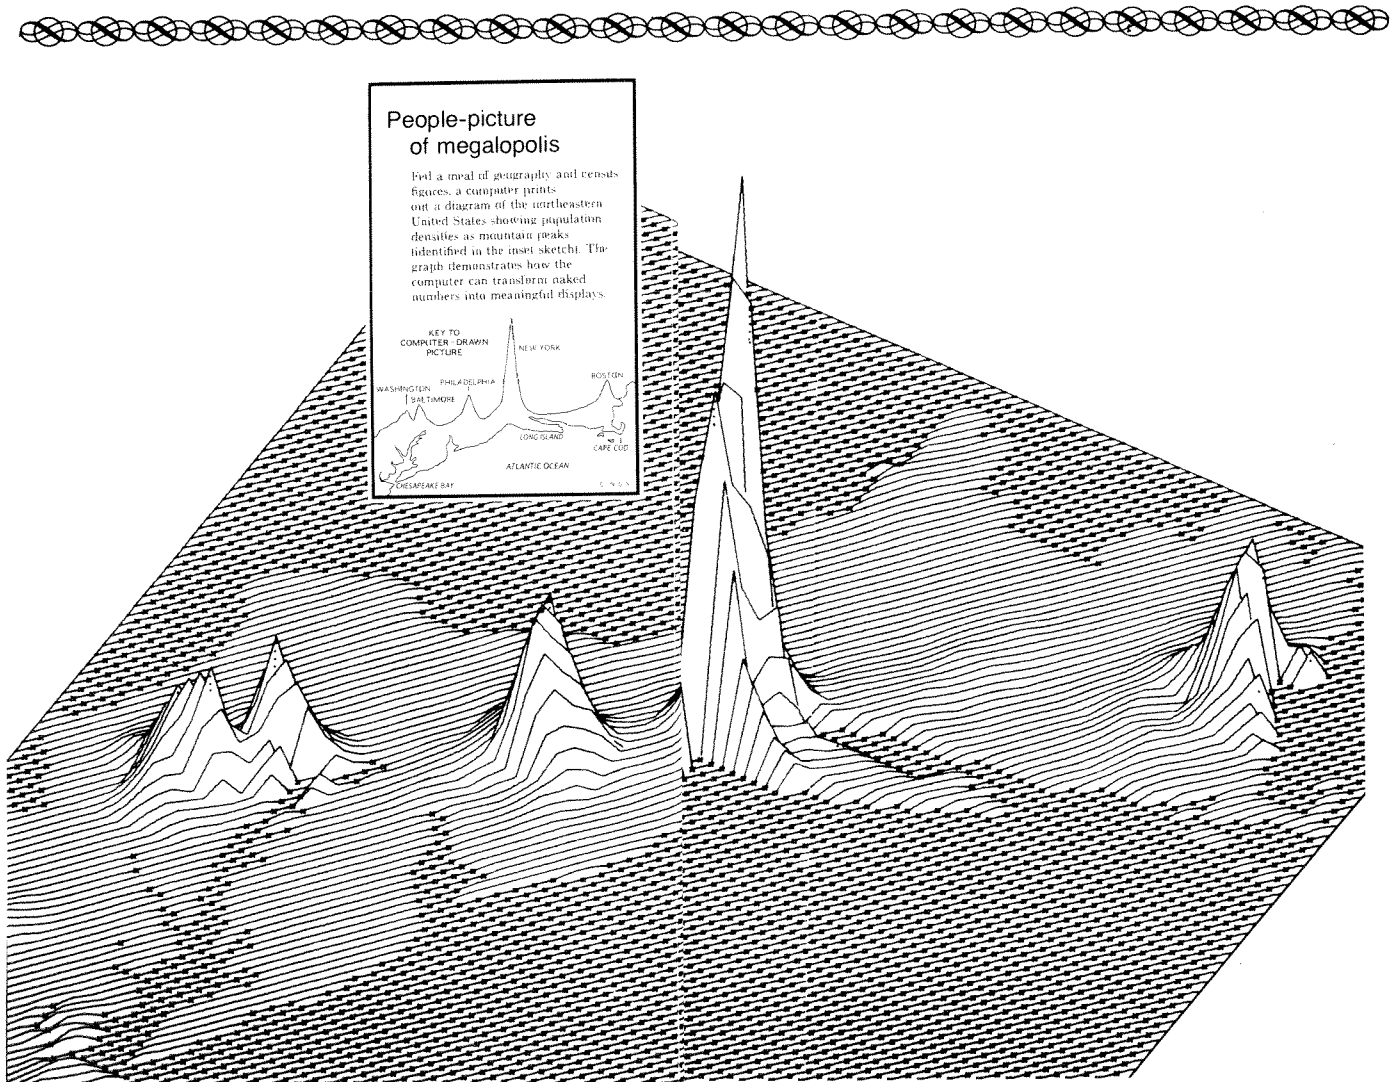 People-picture
of megalopolis
Fed a meal of geography and census
figures, a computer prints
out a diagram of the northeastern
United States showing population
densities as mountain peaks
(identified in the inset sketch). The
graph demonstrates how the
computer can transform naked
numbers into meaningful displays.
KEY TO
COMPUTER-DRAWN
PICTURE
NEW YORK
BOSTON
PHILADELPHIA
WASHINGTON
BALTIMORE
LONG ISLAND
CAPE COD
ATLANTIC OCEAN
CHESAPEAKE BAY